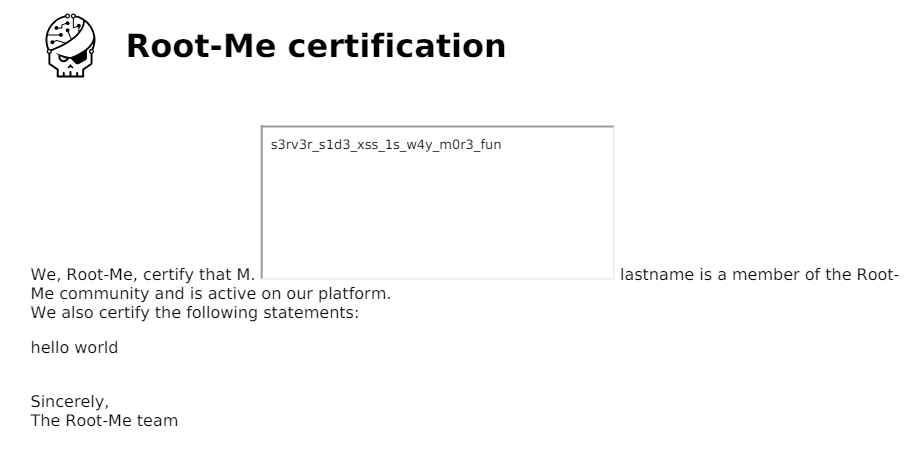 Root-Me certification
s3rv3r_s1d3_xss_1s_w4y_m0r3_fun
We, Root-Me, certify that M. lastname is a member of the Root-
Me community and is active on our platform.
We also certify the following statements:
hello world
Sincerely,
The Root-Me team